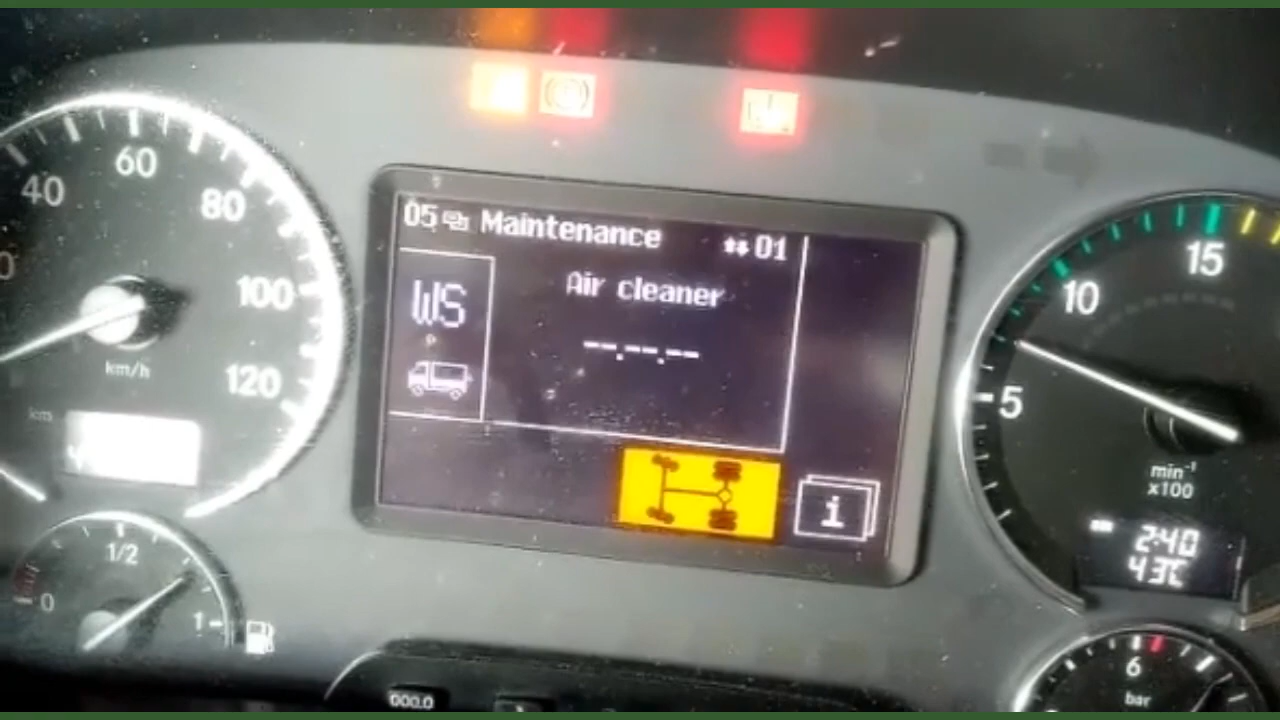 05 Maintenance 01
Air cleaner
--.--.--
WS
i
40
60
80
100
120
km/h
km
0
1/2
1
5
10
15
min⁻¹
x100
2:40
43C
6
bar
000.0